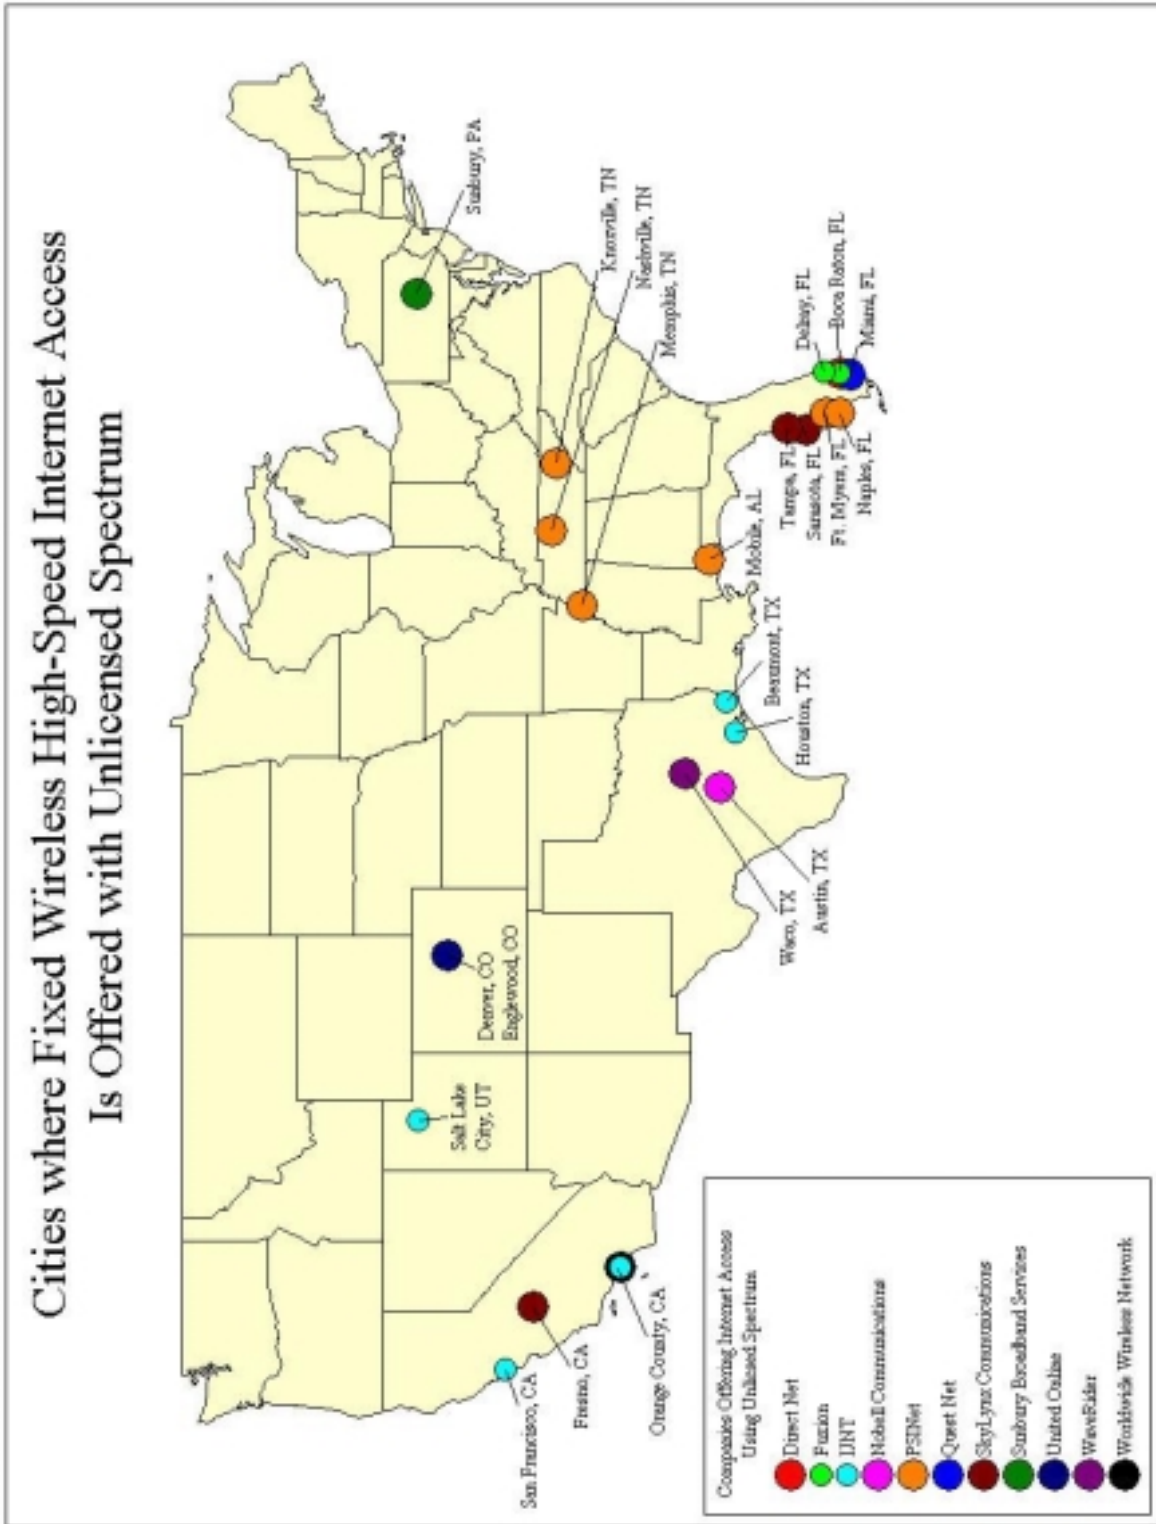 Cities where Fixed Wireless High-Speed Internet Access
Is Offered with Unlicensed Spectrum
Sunbury, PA
Knoxville, TN
Nashville, TN
Memphis, TN
Delray, FL
Boca Raton, FL
Miami, FL
Tampa, FL
Sarasota, FL
Ft. Myers, FL
Naples, FL
Mobile, AL
Beaumont, TX
Houston, TX
Waco, TX
Austin, TX
Denver, CO
Englewood, CO
Salt Lake
City, UT
San Francisco, CA
Fresno, CA
Orange County, CA
Companies Offering Internet Access
Using Unlicensed Spectrum
Direct Net
Fuzion
IJNT
Nobell Communications
PSINet
Quest Net
SkyLynx Communications
Sunbury Broadband Services
United Online
WaveRider
Worldwide Wireless Network